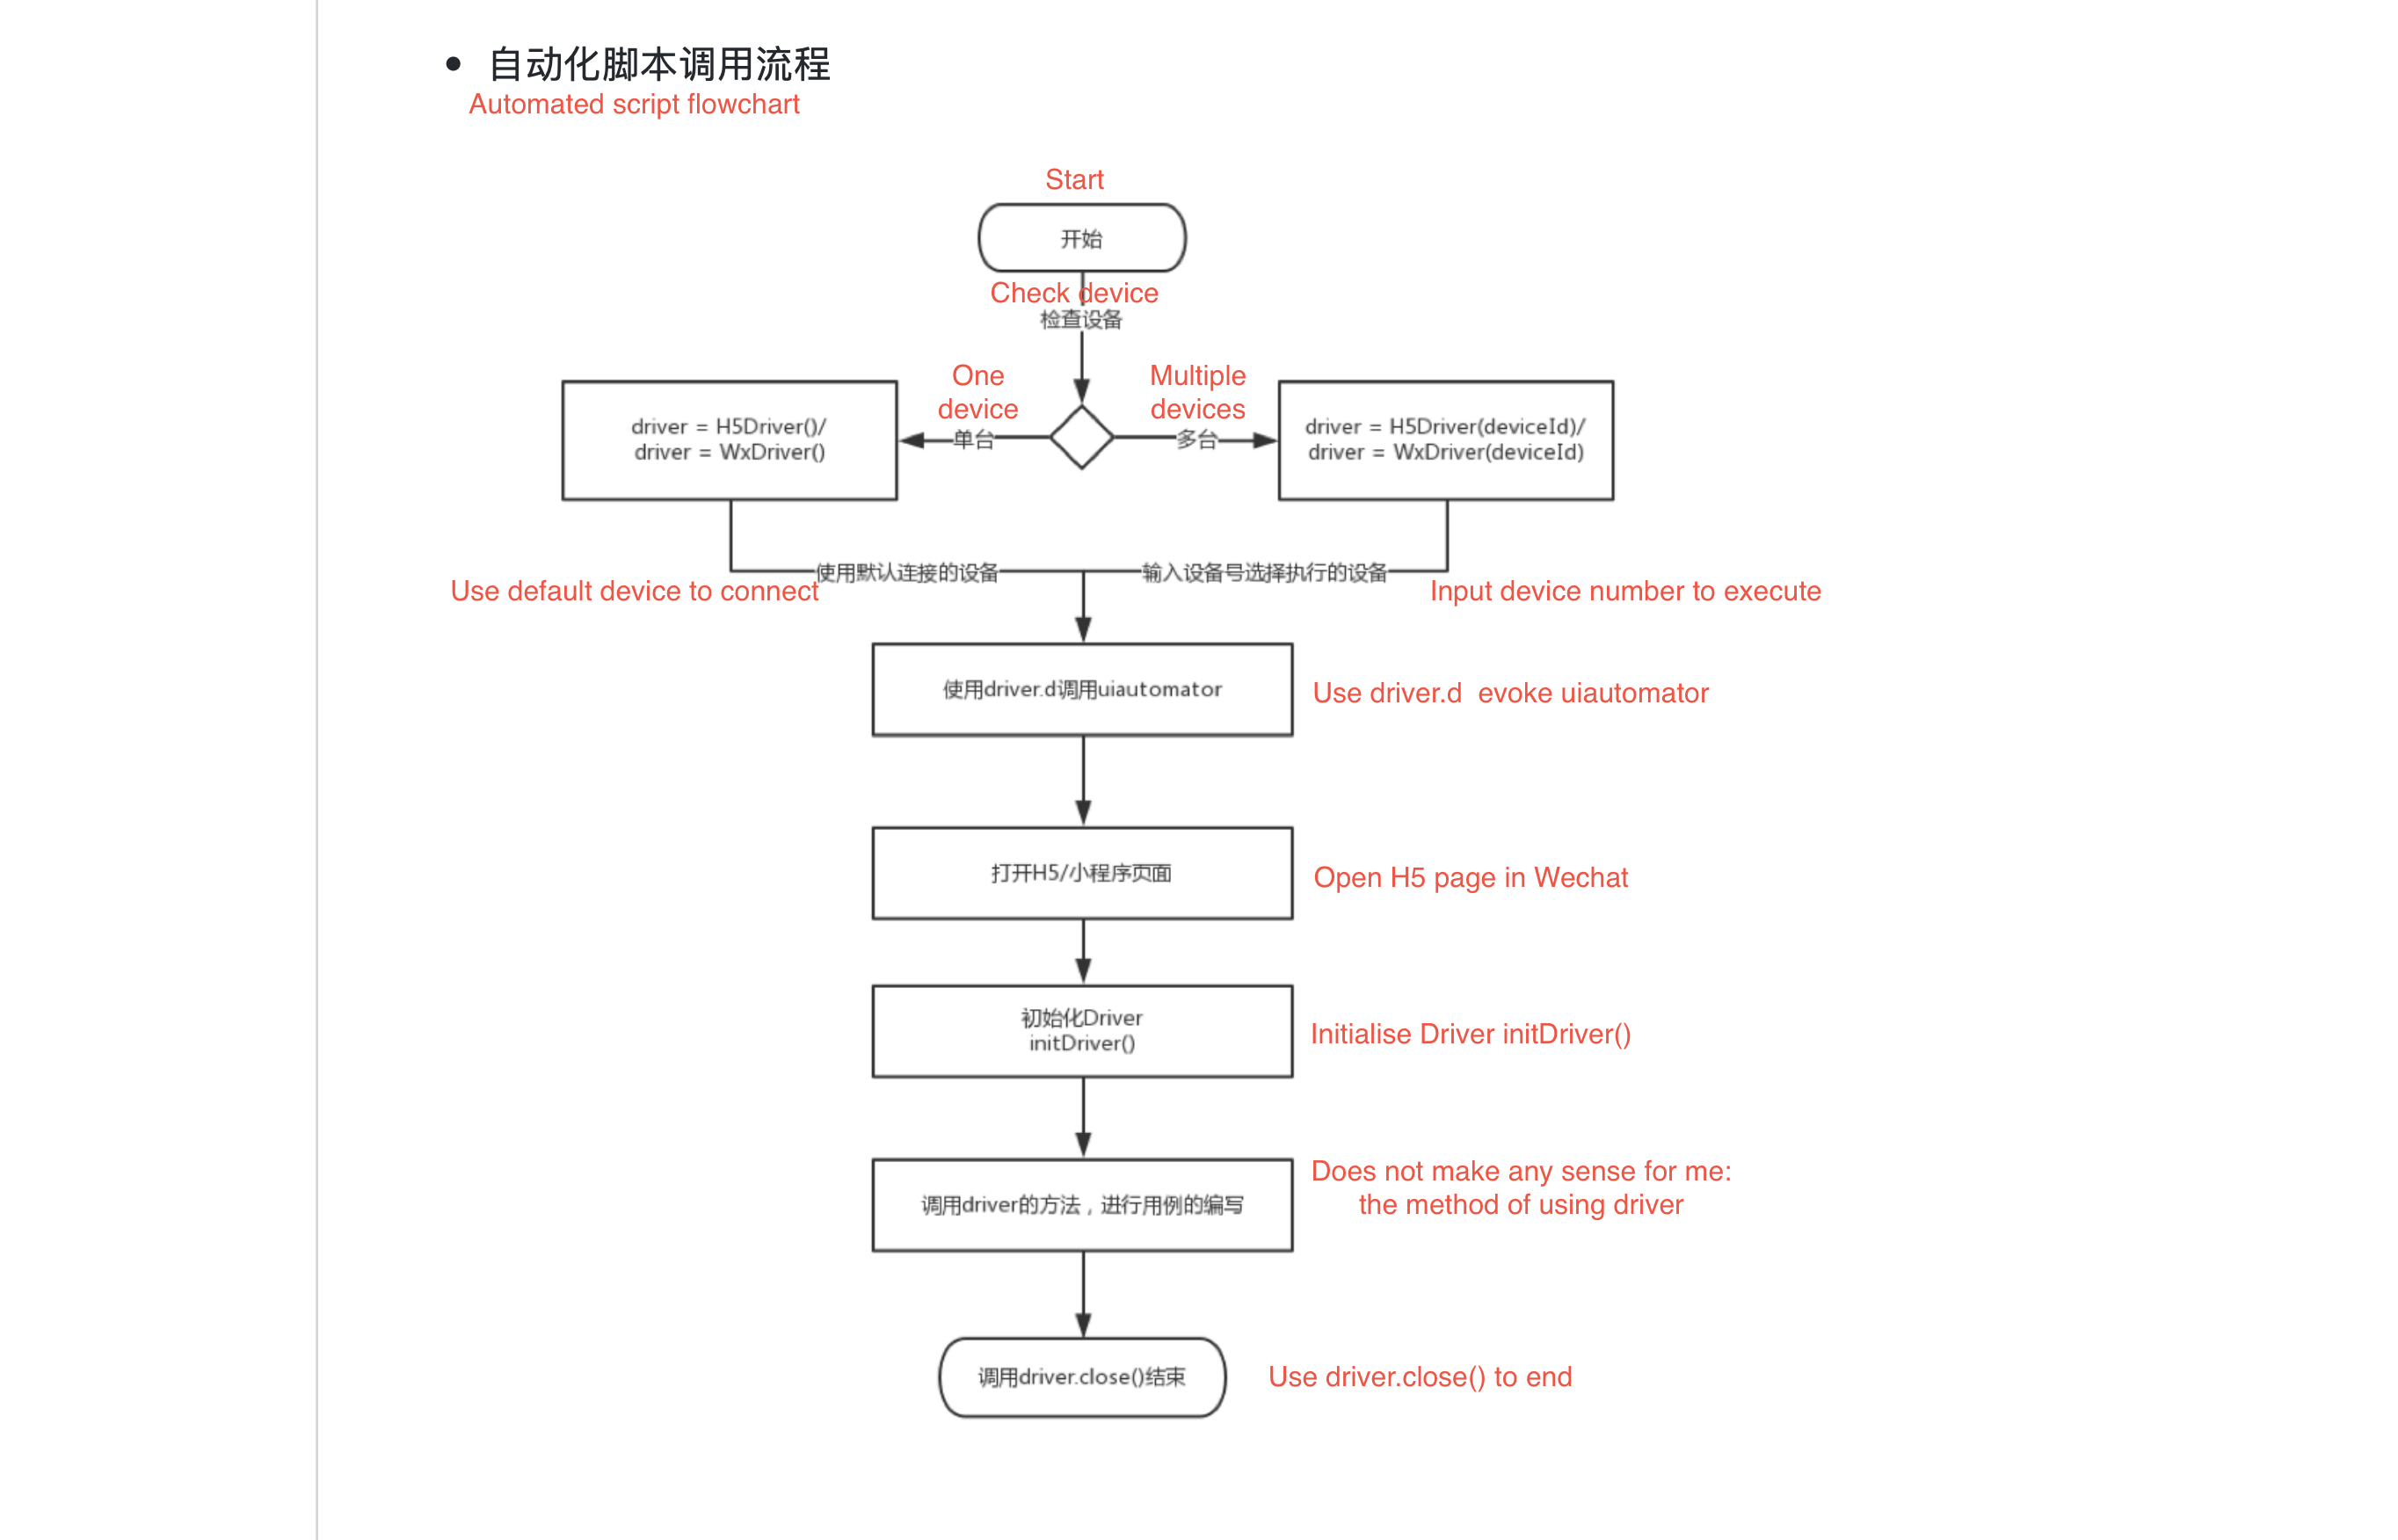 自动化脚本调用流程
Automated script flowchart
Start
开始
Check device
检查设备
One
device
单台
Multiple
devices
多台
driver = H5Driver()/
driver = WxDriver()
driver = H5Driver(deviceId)/
driver = WxDriver(deviceId)
使用默认连接的设备
输入设备号选择执行的设备
Use default device to connect
Input device number to execute
使用driver.d调用uiautomator
Use driver.d evoke uiautomator
打开H5/小程序页面
Open H5 page in Wechat
初始化Driver
initDriver()
Initialise Driver initDriver()
调用driver的方法，进行用例的编写
Does not make any sense for me:
the method of using driver
调用driver.close()结束
Use driver.close() to end